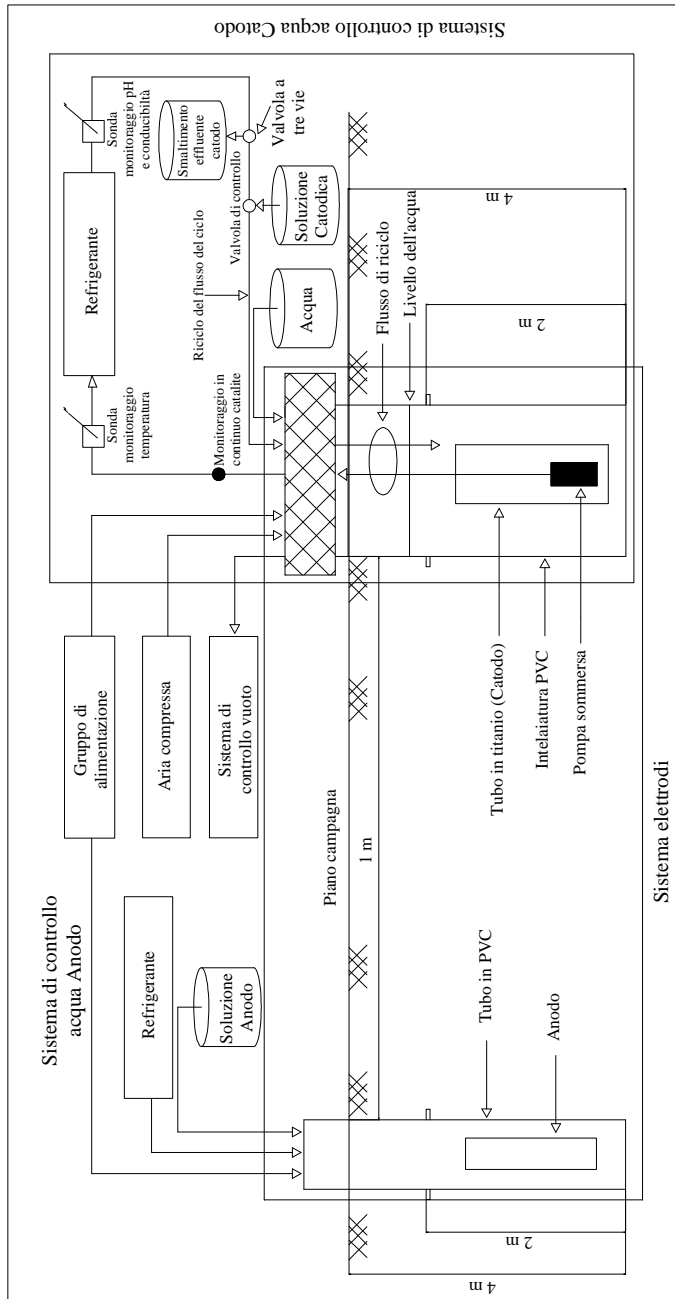 Sistema di controllo
acqua Anodo
Gruppo di
alimentazione
Aria compressa
Sistema di
controllo vuoto
Refrigerante
Soluzione
Anodo
Sonda
monitoraggio
temperatura
Refrigerante
Sonda
monitoraggio pH
e conducibiltà
Smaltimento
effluente
catodo
Valvola a
tre vie
Valvola di controllo
Riciclo del flusso del ciclo
Soluzione
Catodica
Acqua
Monitoraggio in
continuo catalite
Sistema di controllo acqua Catodo
Piano campagna
1 m
Flusso di riciclo
Livello dell'acqua
4 m
2 m
Tubo in PVC
Anodo
Tubo in titanio (Catodo)
Intelaiatura PVC
Pompa sommersa
2 m
4 m
Sistema elettrodi